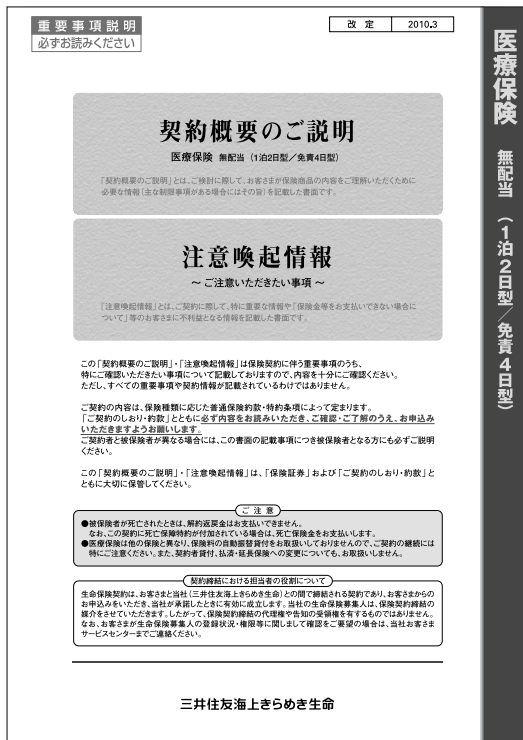 重要事項説明
必ずお読みください
改 定 2010.3
医療保険 無配当 (1泊2日型/免責4日型)
契約概要のご説明
医療保険 無配当 (1泊2日型/免責4日型)
「契約概要のご説明」とは、ご検討に際して、お客さまが保険商品の内容をご理解いただくために
必要な情報(主な制限事項がある場合にはその旨)を記載した書面です。
注意喚起情報
~ ご注意いただきたい事項 ~
「注意喚起情報」とは、ご契約に際して、特に重要な情報や「保険金等をお支払いできない場合に
ついて」等のお客さまに不利益となる情報を記載した書面です。
この「契約概要のご説明」・「注意喚起情報」は保険契約に伴う重要事項のうち、
特にご確認いただきたい事項について記載しておりますので、内容を十分にご確認ください。
ただし、すべての重要事項や契約情報が記載されているわけではありません。
ご契約の内容は、保険種類に応じた普通保険約款・特約条項によって定まります。
「ご契約のしおり・約款」とともに必ず内容をお読みいただき、ご確認・ご了解のうえ、お申込み
いただきますようお願いします。
ご契約者と被保険者が異なる場合には、この書面の記載事項につき被保険者となる方にも必ずご説明
ください。
この「契約概要のご説明」・「注意喚起情報」は、「保険証券」および「ご契約のしおり・約款」と
ともに大切に保管してください。
ご 注 意
●被保険者が死亡されたときは、解約返戻金はお支払いできません。
なお、この契約に死亡保障特約が付加されている場合は、死亡保険金をお支払いします。
●医療保険は他の保険と異なり、保険料の自動振替貸付をお取扱いしておりませんので、ご契約の継続には
特にご注意ください。また、契約者貸付、払済・延長保険への変更についても、お取扱いしません。
契約締結における担当者の役割について
生命保険契約は、お客さまと当社(三井住友海上きらめき生命)との間で締結される契約であり、お客さまからの
お申込みをいただき、当社が承諾したときに有効に成立します。当社の生命保険募集人は、保険契約締結の
媒介をさせていただきます。したがって、保険契約締結の代理権や告知の受領権を有するものではありません。
なお、お客さまが生命保険募集人の登録状況・権限等に関しまして確認をご要望の場合は、当社お客さま
サービスセンターまでご連絡ください。
三井住友海上きらめき生命